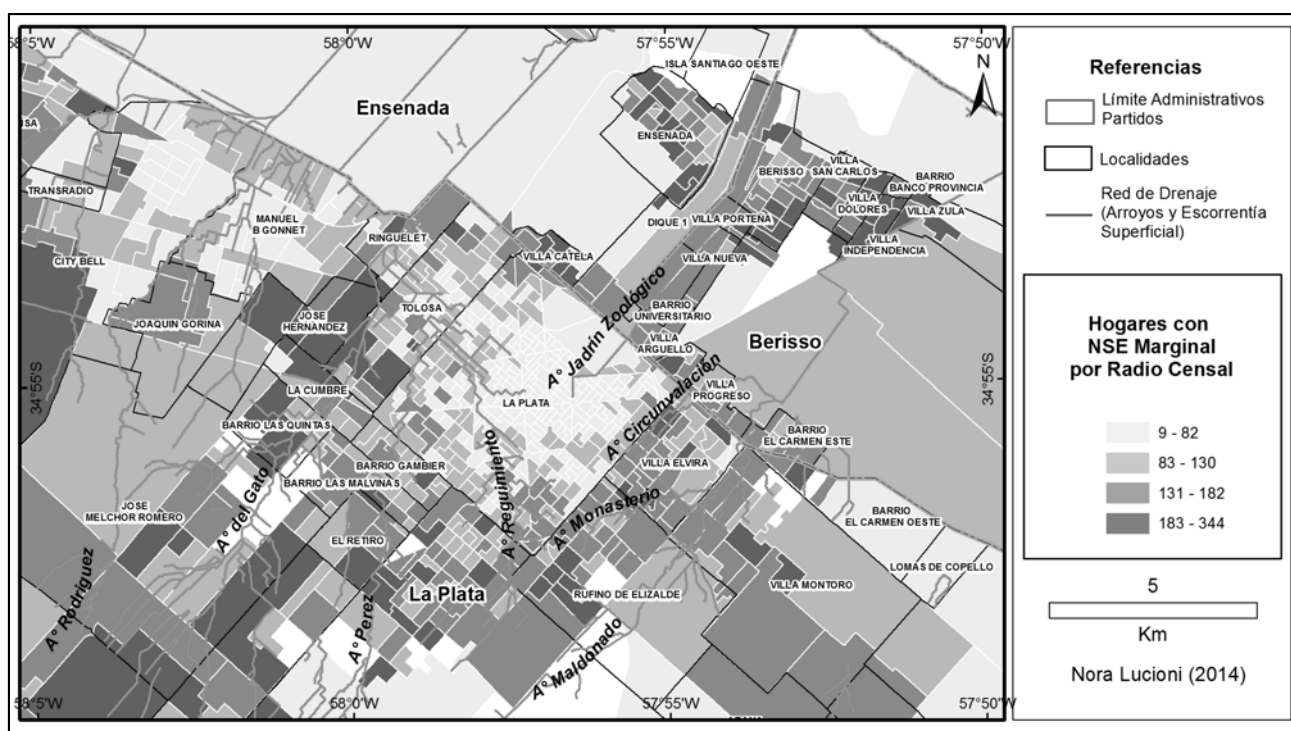 58°5'W
58°0'W
57°55'W
57°50'W
N
ISLA SANTIAGO OESTE
Ensenada
ENSENADA
TRANSRADIO
MANUEL
B GONNET
RINGUELET
CITY BELL
VILLA CATELA
DIQUE 1
VILLA PORTEÑA
BERISSO
VILLA
SAN CARLOS
BARRIO
BANCO PROVINCIA
VILLA
DOLORES
VILLA ZULA
VILLA
INDEPENDENCIA
VILLA NUEVA
JOAQUIN GORINA
JOSE
HERNANDEZ
TOLOSA
BARRIO
UNIVERSITARIO
VILLA
ARGUELLO
Berisso
A° Jadrín Zoológico
34°55'S
34°55'S
LA CUMBRE
LA PLATA
VILLA
PROGRESO
A° Circunvalación
BARRIO LAS QUINTAS
BARRIO GAMBIER
BARRIO LAS MALVINAS
VILLA ELVIRA
BARRIO
EL CARMEN ESTE
A° Reguimiento
A° Monasterio
A° del Gato
JOSE
MELCHOR ROMERO
EL RETIRO
BARRIO
EL CARMEN OESTE
LOMAS DE COPELLO
La Plata
RUFINO DE ELIZALDE
VILLA MONTORO
A° Rodriguez
A° Perez
A° Maldonado
58°5'W
58°0'W
57°55'W
57°50'W
Referencias
Límite Administrativos
Partidos
Localidades
Red de Drenaje
(Arroyos y Escorrentía
Superficial)
Hogares con
NSE Marginal
por Radio Censal
9 - 82
83 - 130
131 - 182
183 - 344
5
Km
Nora Lucioni (2014)